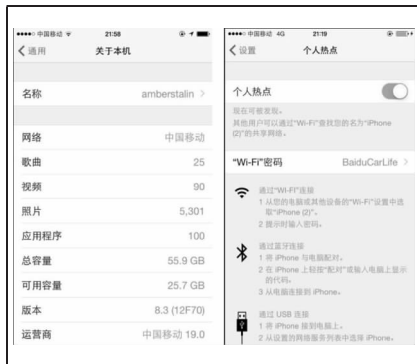 中国移动
21:58
通用
关于本机
名称
amberstalin
网络
中国移动
歌曲
25
视频
90
照片
5,301
应用程序
100
总容量
55.9 GB
可用容量
25.7 GB
版本
8.3 (12F70)
运营商
中国移动 19.0
中国移动 4G
21:19
设置
个人热点
个人热点
现在可被发现。
其他用户可以通过"Wi-Fi"查找您的名为"iPhone
(2)"的共享网络。
"Wi-Fi"密码
BaiduCarLife
通过"Wi-Fi"连接
1 从您的电脑或其他设备的"Wi-Fi"设置中选
取"iPhone (2)"。
2 提示时输入密码。
通过蓝牙连接
1 将 iPhone 与电脑配对。
2 在 iPhone 上轻按"配对"或输入电脑上显示
的代码。
3 从电脑连接到 iPhone。
通过 USB 连接
1 将 iPhone 接到电脑上。
2 从设置的网络服务列表中选择 iPhone。